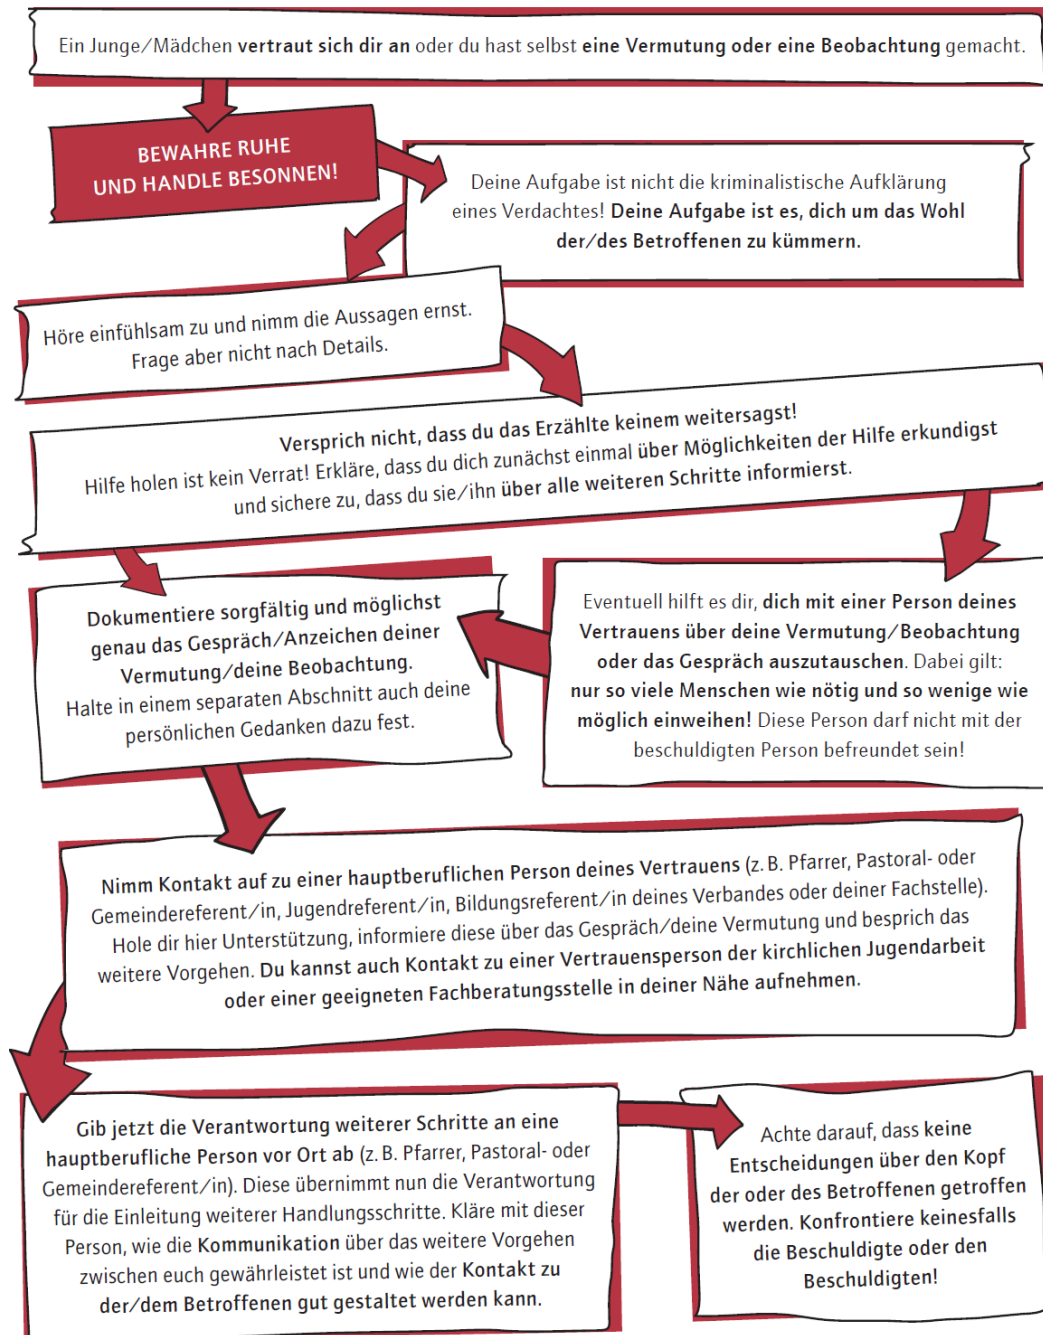 Ein Junge/Mädchen vertraut sich dir an oder du hast selbst eine Vermutung oder eine Beobachtung gemacht.
BEWAHRE RUHE
UND HANDLE BESONNEN!
Deine Aufgabe ist nicht die kriminalistische Aufklärung
eines Verdachtes! Deine Aufgabe ist es, dich um das Wohl
der/des Betroffenen zu kümmern.
Höre einfühlsam zu und nimm die Aussagen ernst.
Frage aber nicht nach Details.
Versprich nicht, dass du das Erzählte keinem weitersagst!
Hilfe holen ist kein Verrat! Erkläre, dass du dich zunächst einmal über Möglichkeiten der Hilfe erkundigst
und sichere zu, dass du sie/ihn über alle weiteren Schritte informierst.
Eventuell hilft es dir, dich mit einer Person deines
Vertrauens über deine Vermutung/Beobachtung
oder das Gespräch auszutauschen. Dabei gilt:
nur so viele Menschen wie nötig und so wenige wie
möglich einweihen! Diese Person darf nicht mit der
beschuldigten Person befreundet sein!
Dokumentiere sorgfältig und möglichst
genau das Gespräch/Anzeichen deiner
Vermutung/deine Beobachtung.
Halte in einem separaten Abschnitt auch deine
persönlichen Gedanken dazu fest.
Nimm Kontakt auf zu einer hauptberuflichen Person deines Vertrauens (z. B. Pfarrer, Pastoral- oder
Gemeindereferent/in, Jugendreferent/in, Bildungsreferent/in deines Verbandes oder deiner Fachstelle).
Hole dir hier Unterstützung, informiere diese über das Gespräch/deine Vermutung und besprich das
weitere Vorgehen. Du kannst auch Kontakt zu einer Vertrauensperson der kirchlichen Jugendarbeit
oder einer geeigneten Fachberatungsstelle in deiner Nähe aufnehmen.
Gib jetzt die Verantwortung weiterer Schritte an eine
hauptberufliche Person vor Ort ab (z. B. Pfarrer, Pastoral- oder
Gemeindereferent/in). Diese übernimmt nun die Verantwortung
für die Einleitung weiterer Handlungsschritte. Kläre mit dieser
Person, wie die Kommunikation über das weitere Vorgehen
zwischen euch gewährleistet ist und wie der Kontakt zu
der/dem Betroffenen gut gestaltet werden kann.
Achte darauf, dass keine
Entscheidungen über den Kopf
der oder des Betroffenen getroffen
werden. Konfrontiere keinesfalls
die Beschuldigte oder den
Beschuldigten!